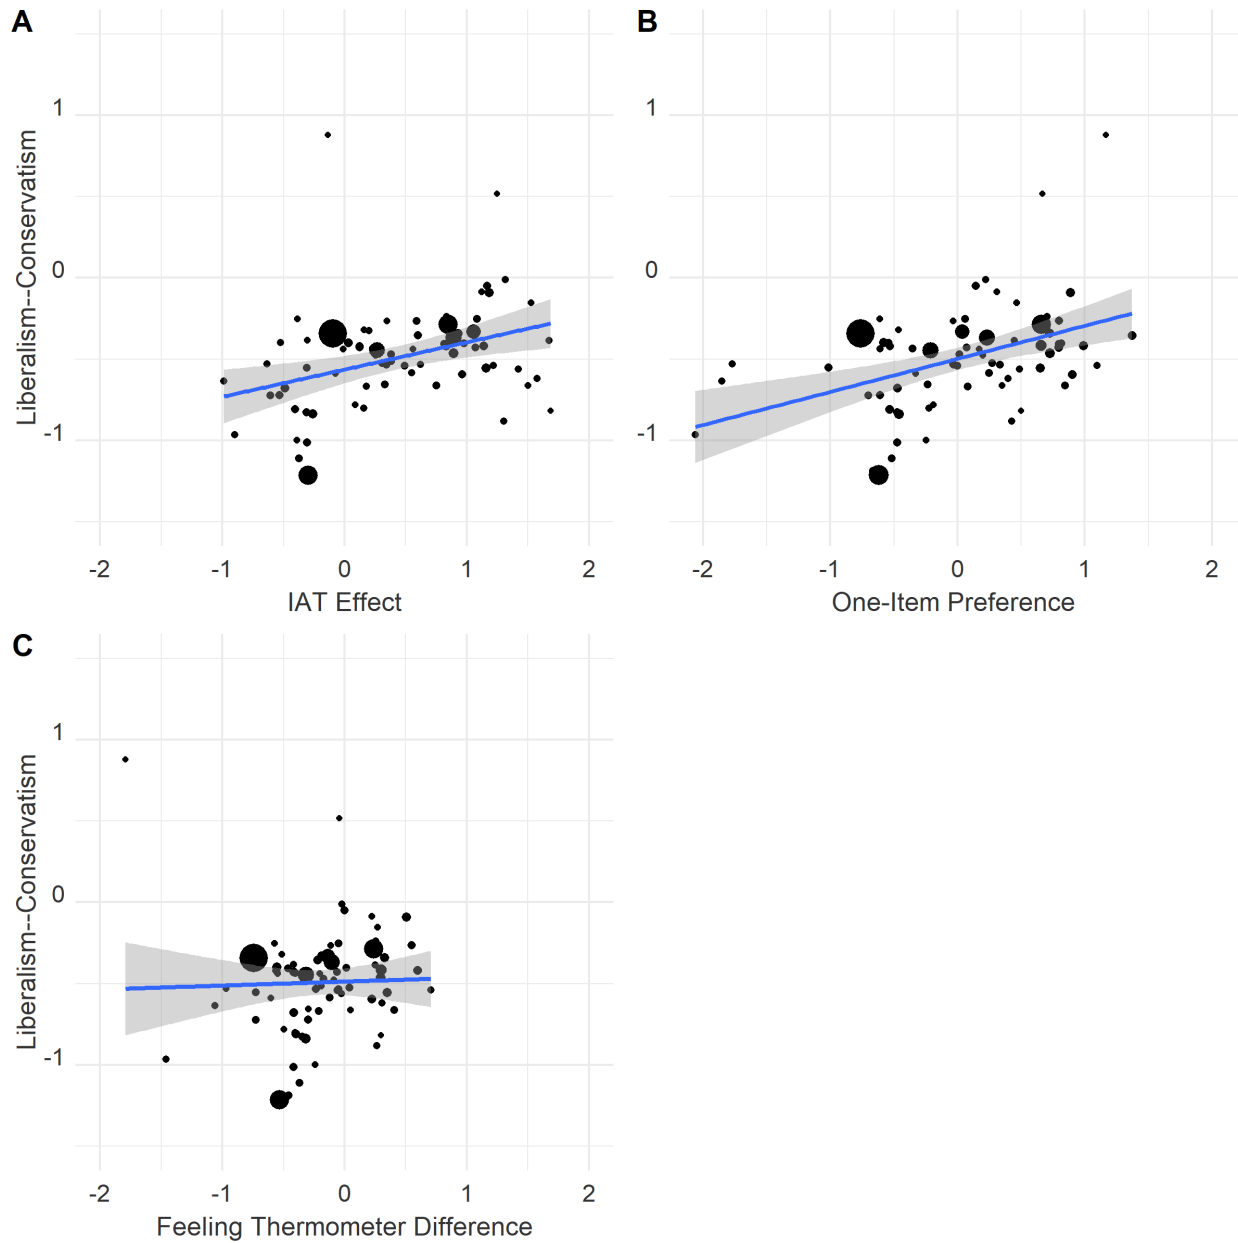 A
Liberalism--Conservatism
1
0
-1
-2 -1 0 1 2
IAT Effect
B
1
0
-1
-2 -1 0 1 2
One-Item Preference
C
Liberalism--Conservatism
1
0
-1
-2 -1 0 1 2
Feeling Thermometer Difference